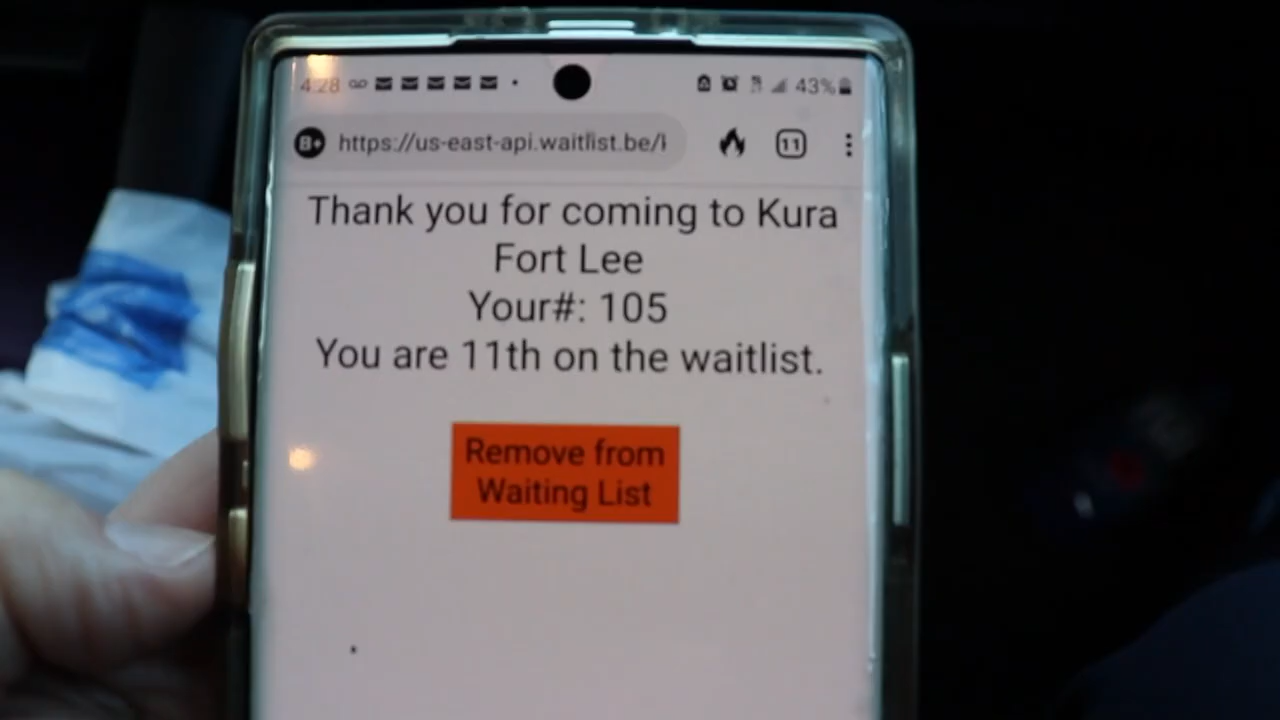 4:28 43%
B+ https://us-east-api.waitlist.be/ 11
Thank you for coming to Kura
Fort Lee
Your#: 105
You are 11th on the waitlist.
Remove from
Waiting List